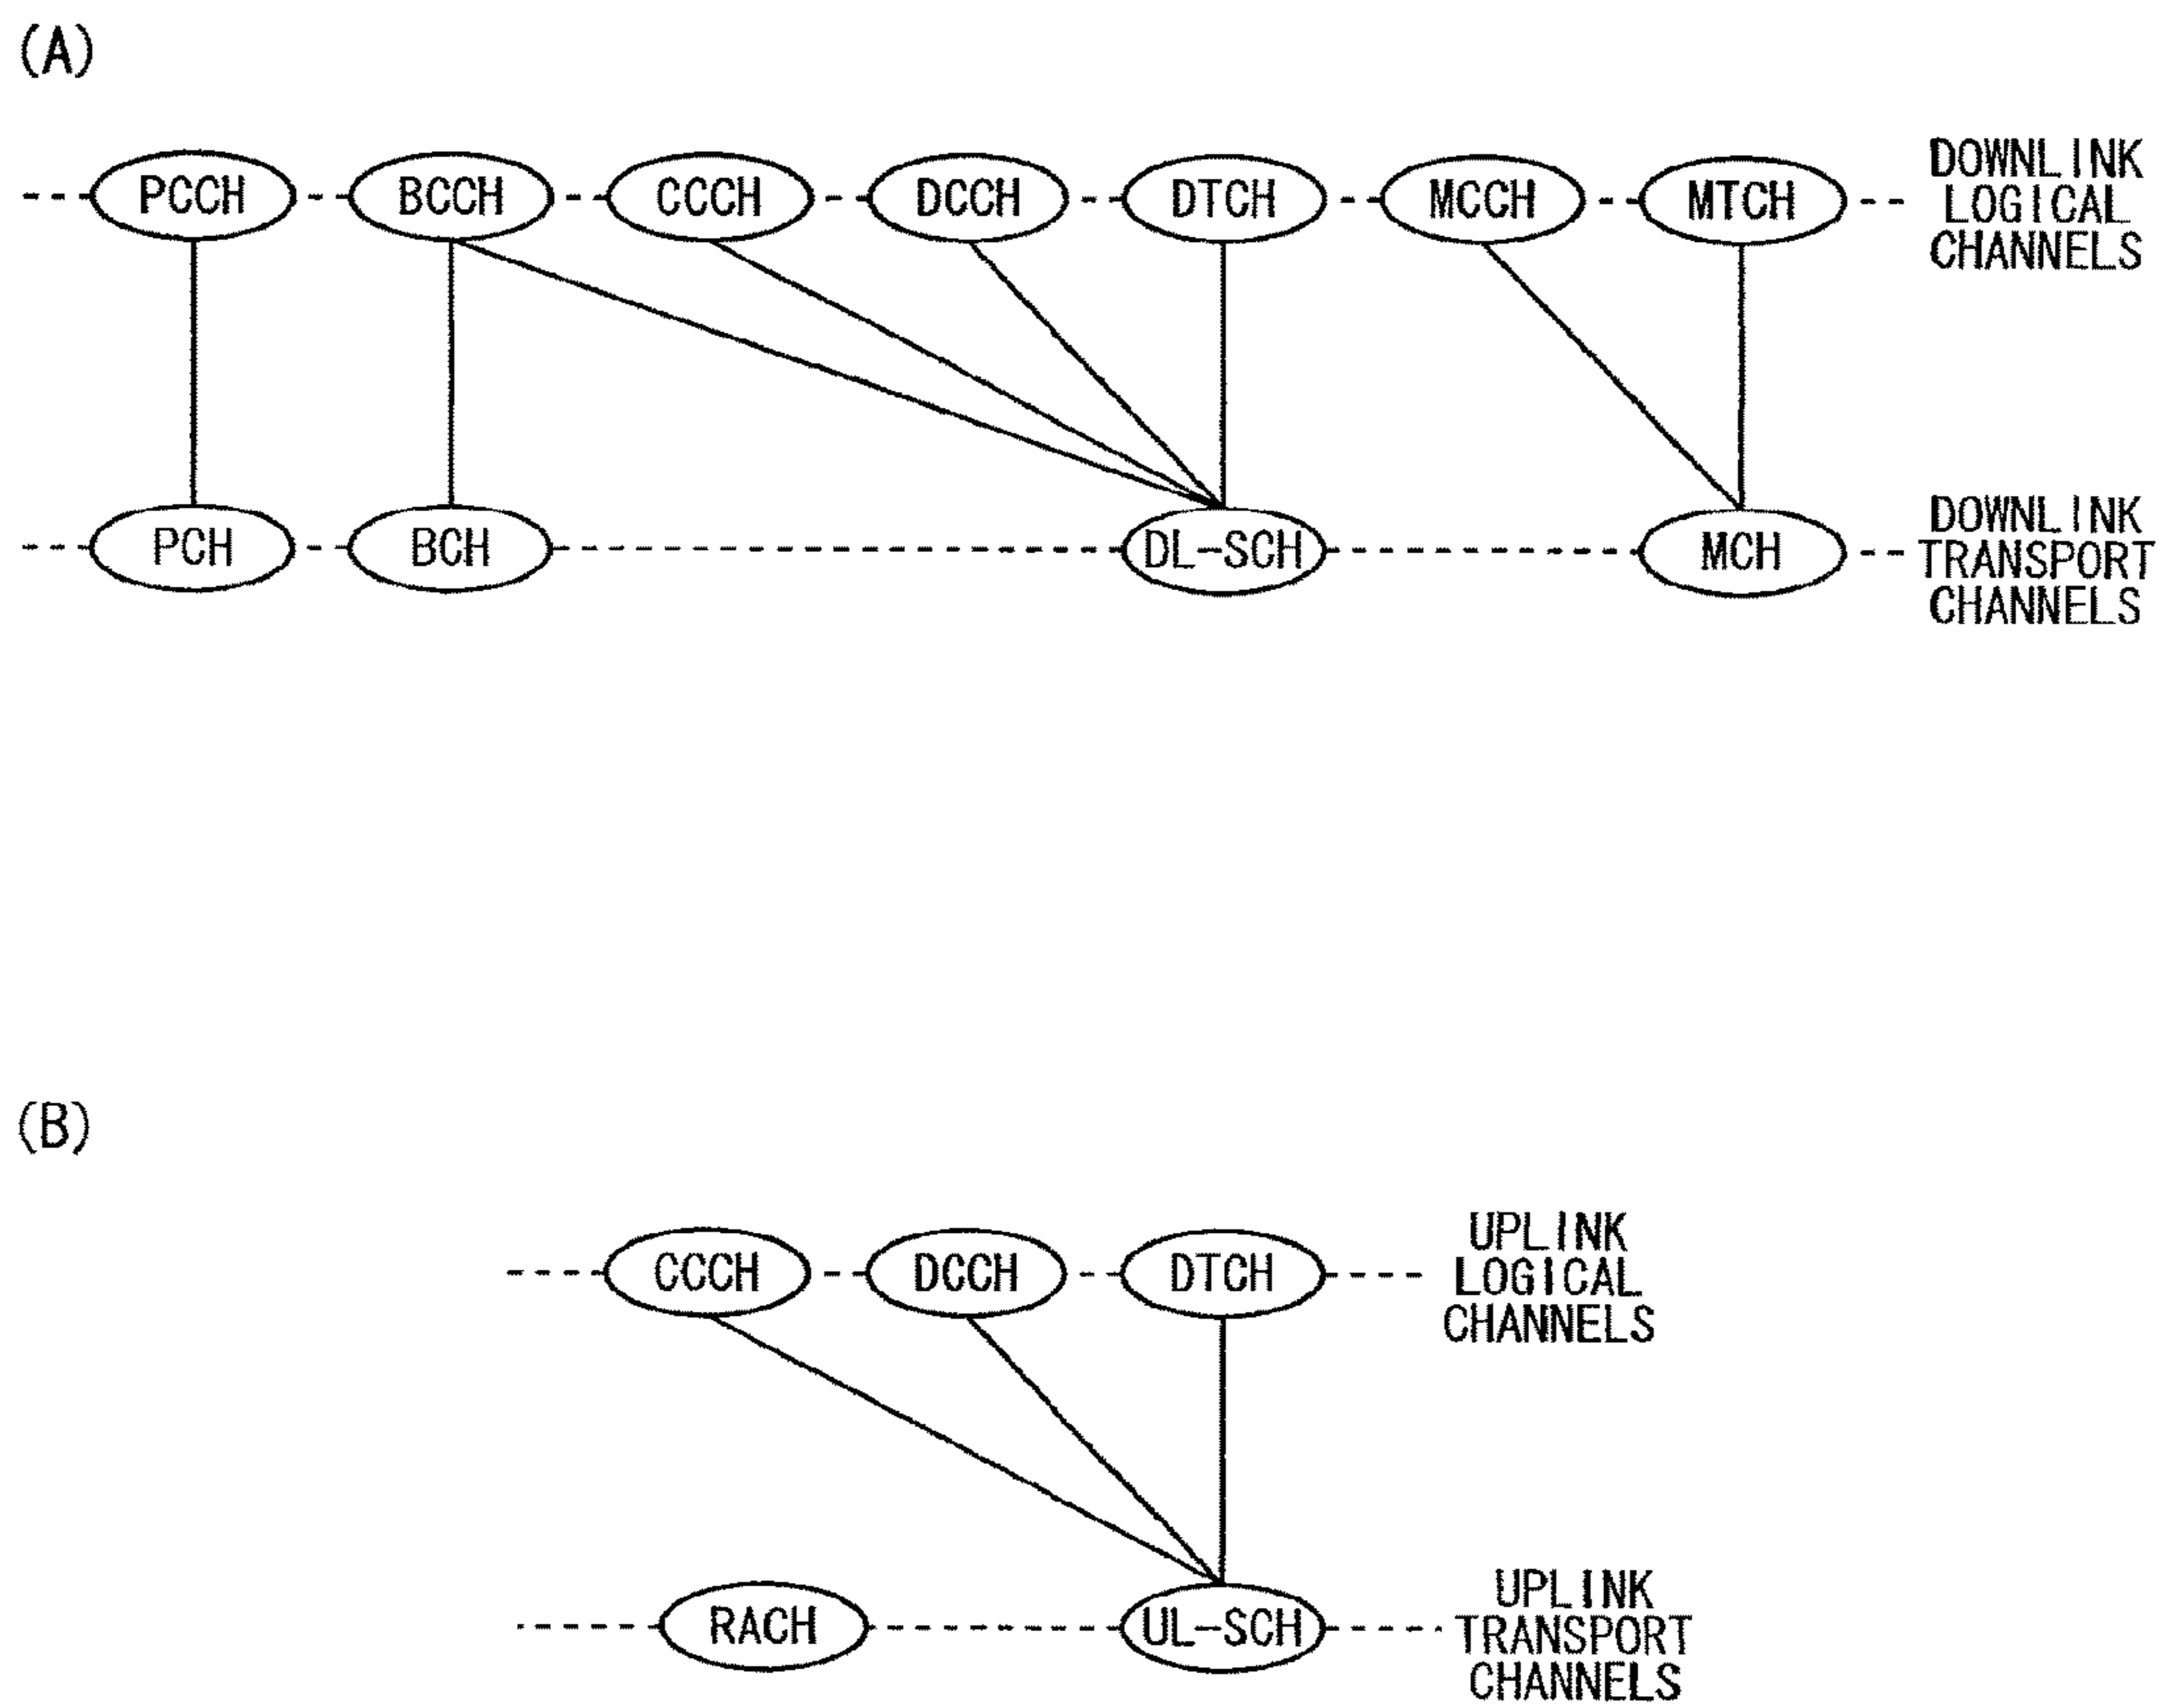 (A)
PCCH BCCH CCCH DCCH DTCH MCCH MTCH
DOWNLINK
LOGICAL
CHANNELS
PCH BCH DL-SCH MCH
DOWNLINK
TRANSPORT
CHANNELS
(B)
CCCH DCCH DTCH
UPLINK
LOGICAL
CHANNELS
RACH UL-SCH
UPLINK
TRANSPORT
CHANNELS